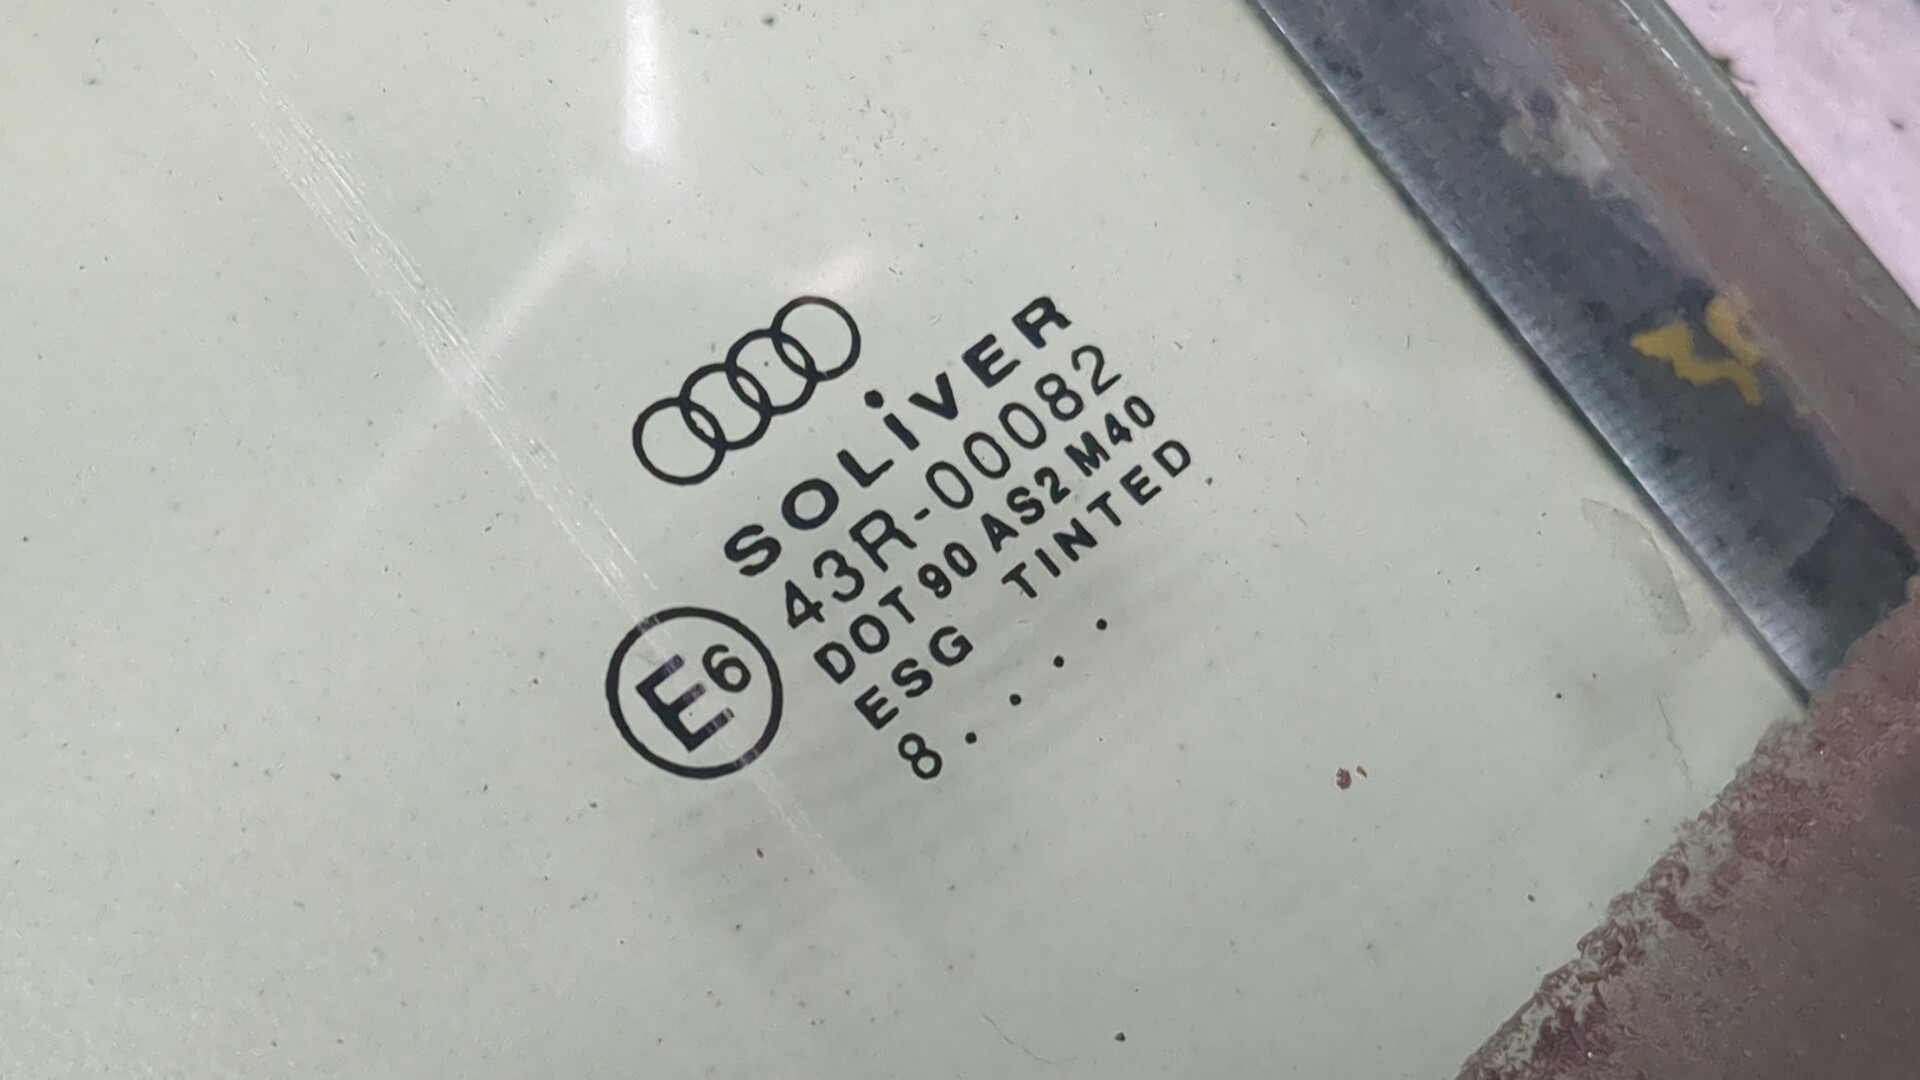 SOLiVER
43R-00082
DOT 90 AS2 M40
ESG TINTED
8. . . .
E6